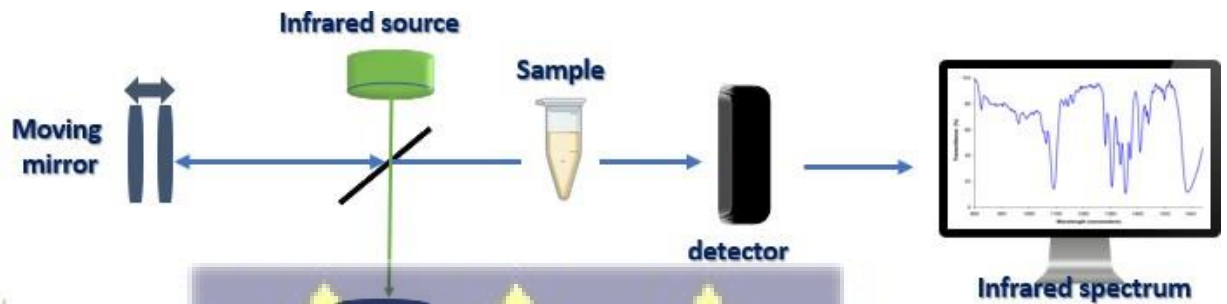 Infrared source
Sample
Moving
mirror
detector
Infrared spectrum